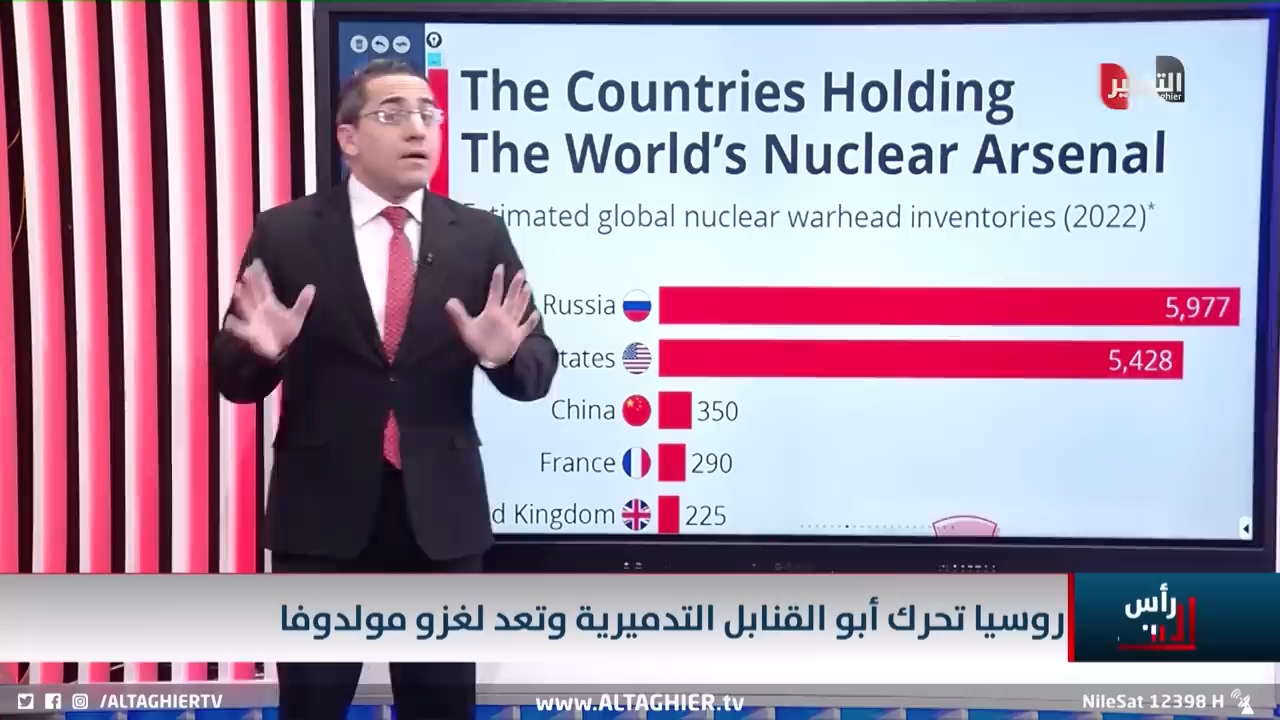 The Countries Holding
The World's Nuclear Arsenal
Estimated global nuclear warhead inventories (2022)*
Russia 5,977
tates 5,428
China 350
France 290
d Kingdom 225
التغيير
روسيا تحرك أبو القنابل التدميرية وتعد لغزو مولدوفا
رأس
/ALTAGHIERTV
www.ALTAGHIER.tv
NileSat 12398 H